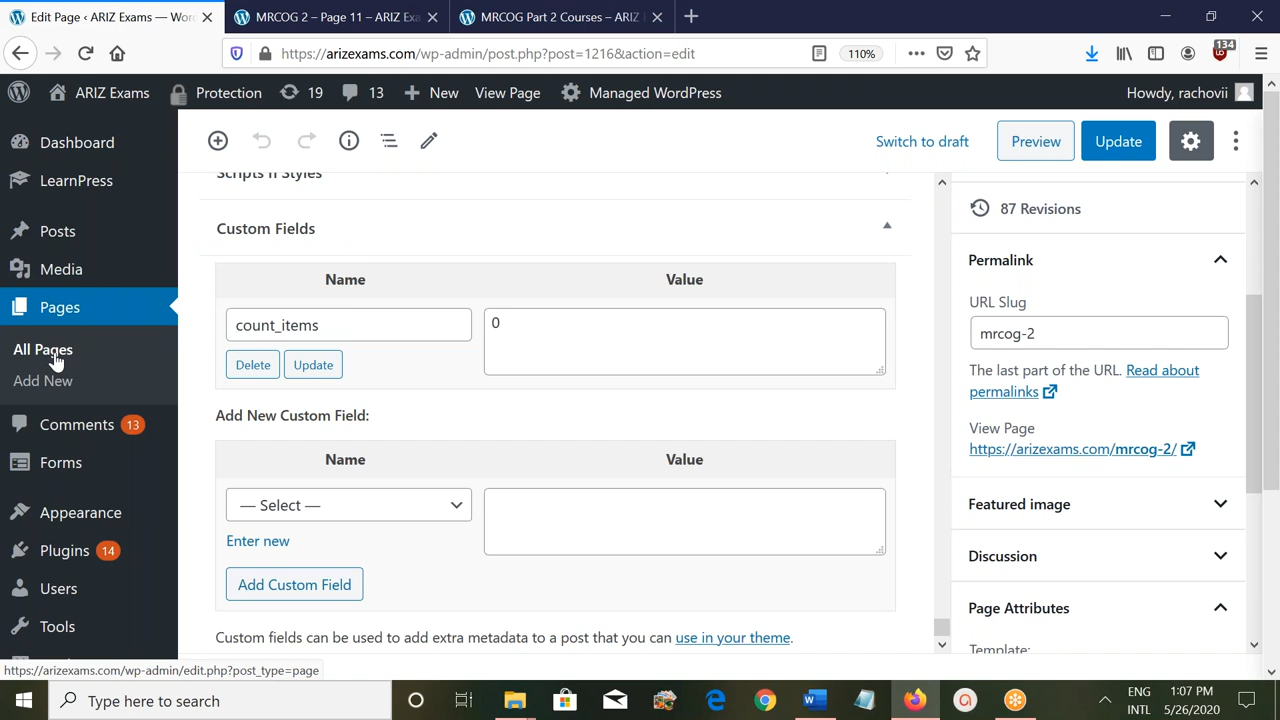 Edit Page ‹ ARIZ Exams — Wor
MRCOG 2 – Page 11 – ARIZ Exa
MRCOG Part 2 Courses – ARIZ
https://arizexams.com/wp-admin/post.php?post=1216&action=edit
110%
134
ARIZ Exams
Protection
19
13
New
View Page
Managed WordPress
Howdy, rachovii
Dashboard
LearnPress
Posts
Media
Pages
All Pages
Add New
Comments 13
Forms
Appearance
Plugins 14
Users
Tools
https://arizexams.com/wp-admin/edit.php?post_type=page
Switch to draft
Preview
Update
Scripts n Styles
Custom Fields
Name Value
count_items 0
Delete Update
Add New Custom Field:
Name Value
— Select —
Enter new
Add Custom Field
Custom fields can be used to add extra metadata to a post that you can use in your theme.
87 Revisions
Permalink
URL Slug
mrcog-2
The last part of the URL. Read about
permalinks
View Page
https://arizexams.com/mrcog-2/
Featured image
Discussion
Page Attributes
Template:
Type here to search
ENG
INTL
1:07 PM
5/26/2020